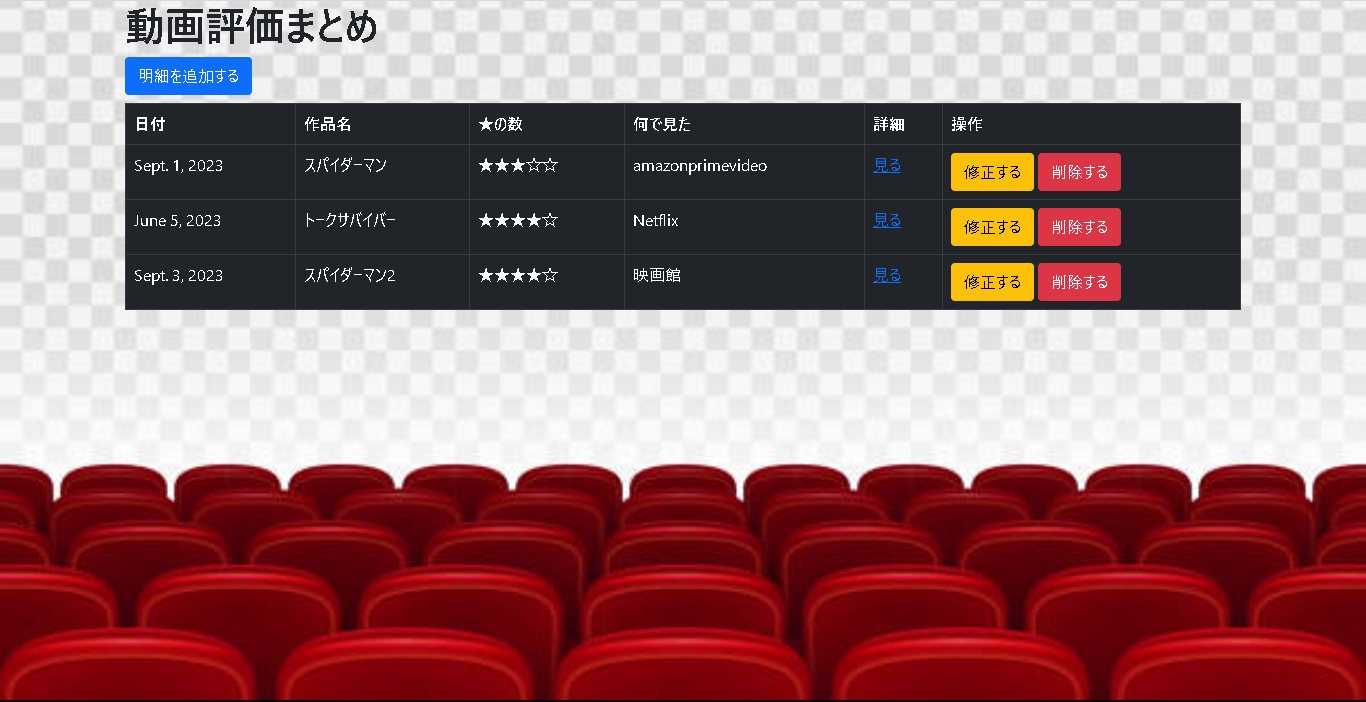 動画評価まとめ
明細を追加する
日付 作品名 ★の数 何で見た 詳細 操作
Sept. 1, 2023 スパイダーマン ★★★☆☆ amazonprimevideo 見る 修正する 削除する
June 5, 2023 トークサバイバー ★★★★☆ Netflix 見る 修正する 削除する
Sept. 3, 2023 スパイダーマン2 ★★★★☆ 映画館 見る 修正する 削除する